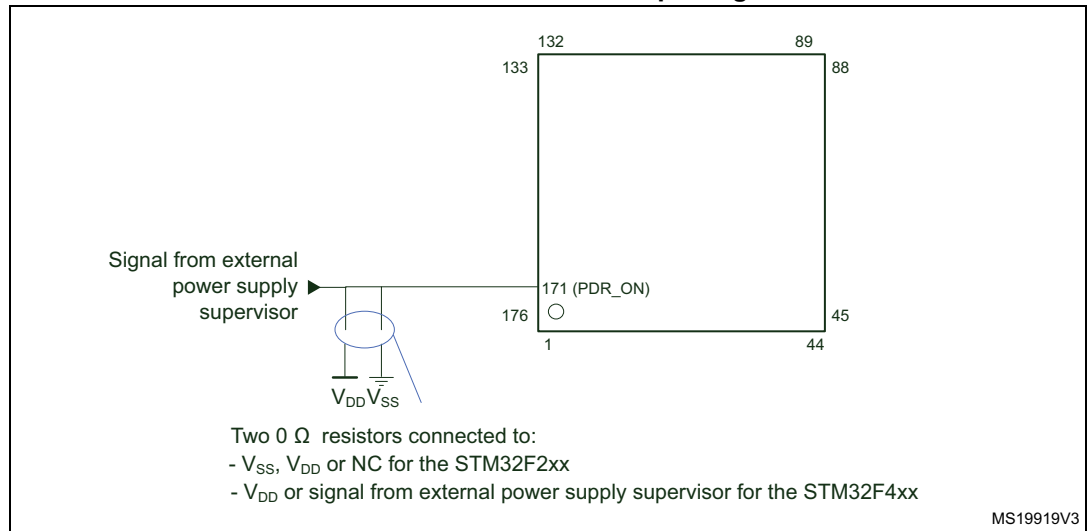 132
89
133
88
Signal from external
power supply
supervisor
171 (PDR_ON)
176
45
1
44
VDD VSS
Two 0 Ω resistors connected to:
- VSS, VDD or NC for the STM32F2xx
- VDD or signal from external power supply supervisor for the STM32F4xx
MS19919V3